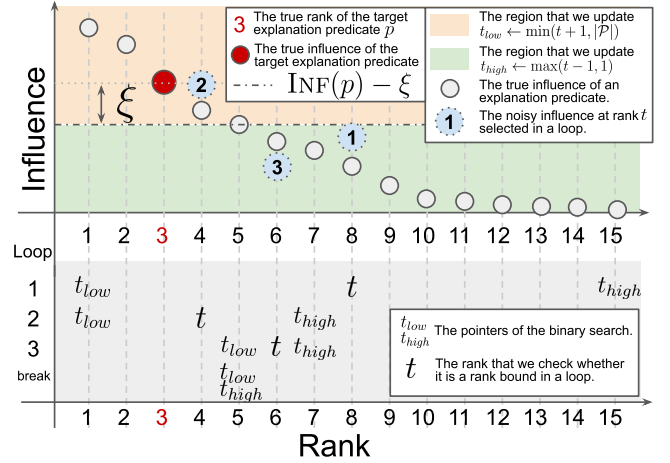 3 The true rank of the target
explanation predicate p
The true influence of the
target explanation predicate
INF(p) − ξ
The region that we update
t_low ← min(t + 1, |P|)
The region that we update
t_high ← max(t − 1, 1)
The true influence of an
explanation predicate.
1 The noisy influence at rank t
selected in a loop.
Influence
ξ
2
3
1
1 2 3 4 5 6 7 8 9 10 11 12 13 14 15
Loop
1 t_low t t_high
2 t_low t t_high
3 t_low t t_high
break t_low
t_high
t_low
t_high The pointers of the binary search.
t The rank that we check whether
it is a rank bound in a loop.
1 2 3 4 5 6 7 8 9 10 11 12 13 14 15
Rank